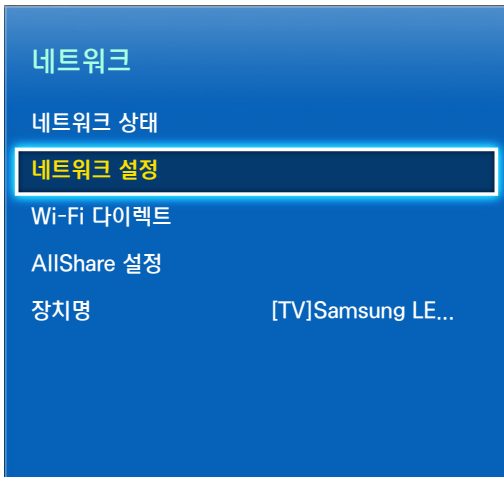 네트워크
네트워크 상태
네트워크 설정
Wi-Fi 다이렉트
AllShare 설정
장치명 [TV]Samsung LE...